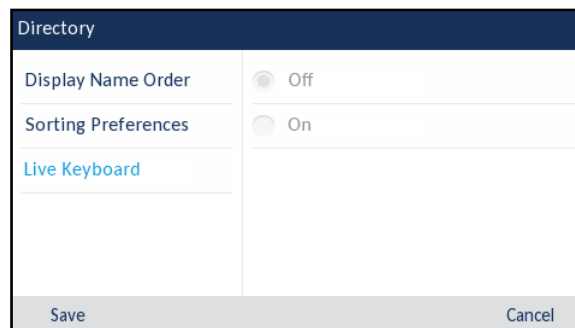 Directory
Display Name Order
Off
Sorting Preferences
On
Live Keyboard
Save
Cancel